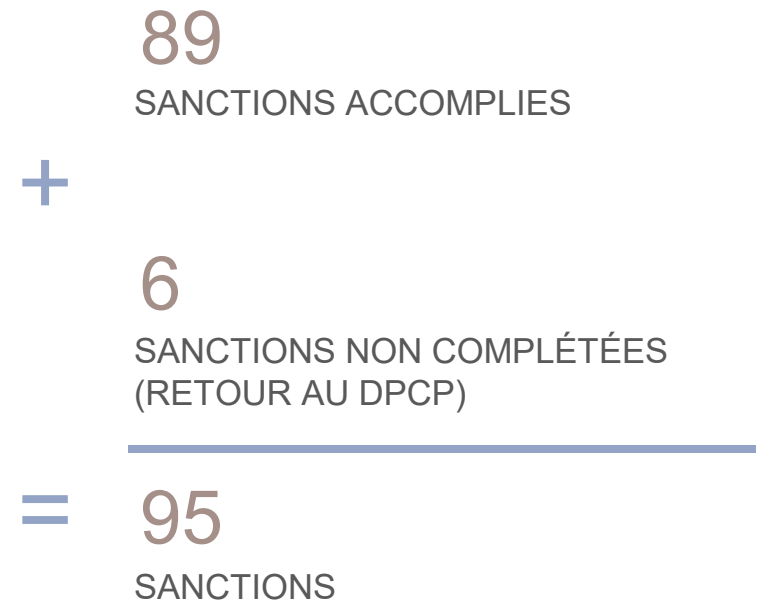 89
SANCTIONS ACCOMPLIES
+
6
SANCTIONS NON COMPLÉTÉES
(RETOUR AU DPCP)
= 95
SANCTIONS